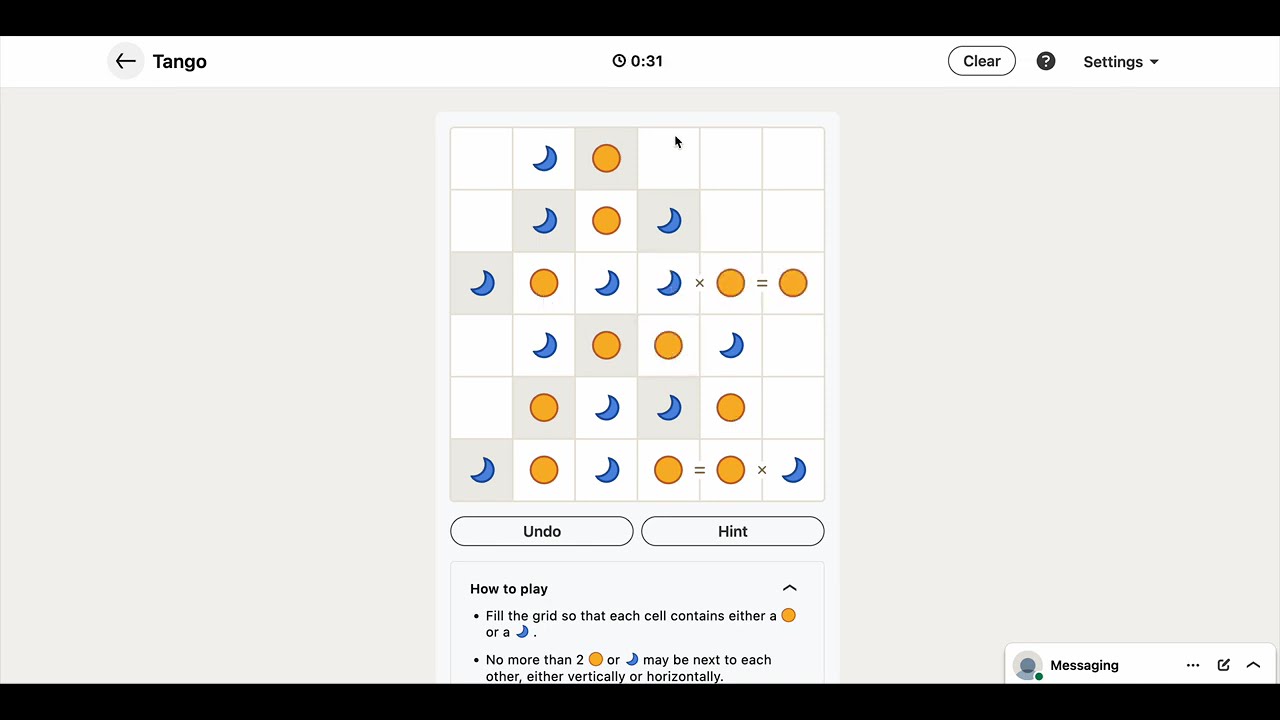 Tango
0:31
Clear
?
Settings
× =
= ×
Undo
Hint
How to play
• Fill the grid so that each cell contains either a
or a .
• No more than 2 or may be next to each
other, either vertically or horizontally.
Messaging